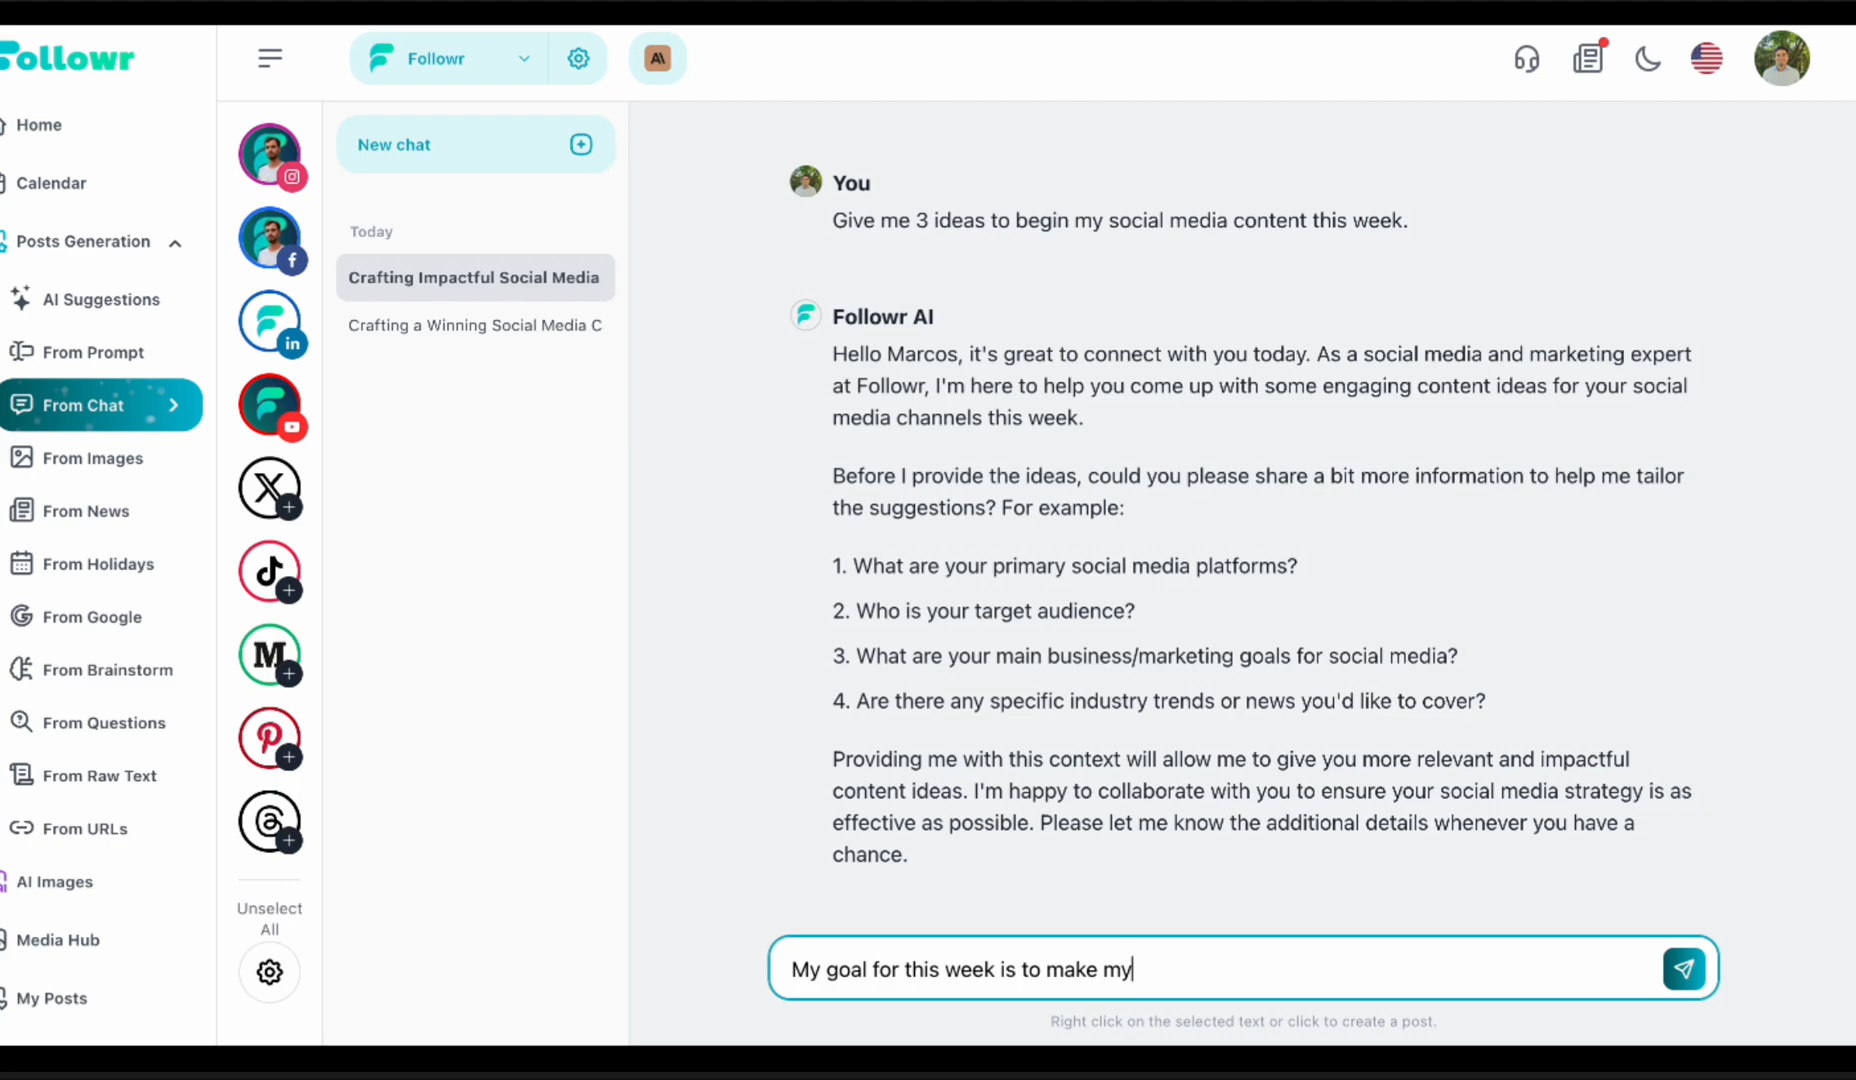 Followr
Home
Calendar
Posts Generation
AI Suggestions
From Prompt
From Chat
From Images
From News
From Holidays
From Google
From Brainstorm
From Questions
From Raw Text
From URLs
AI Images
Media Hub
My Posts
Followr
in
M
Unselect
All
New chat
Today
Crafting Impactful Social Media
Crafting a Winning Social Media C
You
Give me 3 ideas to begin my social media content this week.
Followr AI
Hello Marcos, it's great to connect with you today. As a social media and marketing expert
at Followr, I'm here to help you come up with some engaging content ideas for your social
media channels this week.
Before I provide the ideas, could you please share a bit more information to help me tailor
the suggestions? For example:
1. What are your primary social media platforms?
2. Who is your target audience?
3. What are your main business/marketing goals for social media?
4. Are there any specific industry trends or news you'd like to cover?
Providing me with this context will allow me to give you more relevant and impactful
content ideas. I'm happy to collaborate with you to ensure your social media strategy is as
effective as possible. Please let me know the additional details whenever you have a
chance.
My goal for this week is to make my
Right click on the selected text or click to create a post.